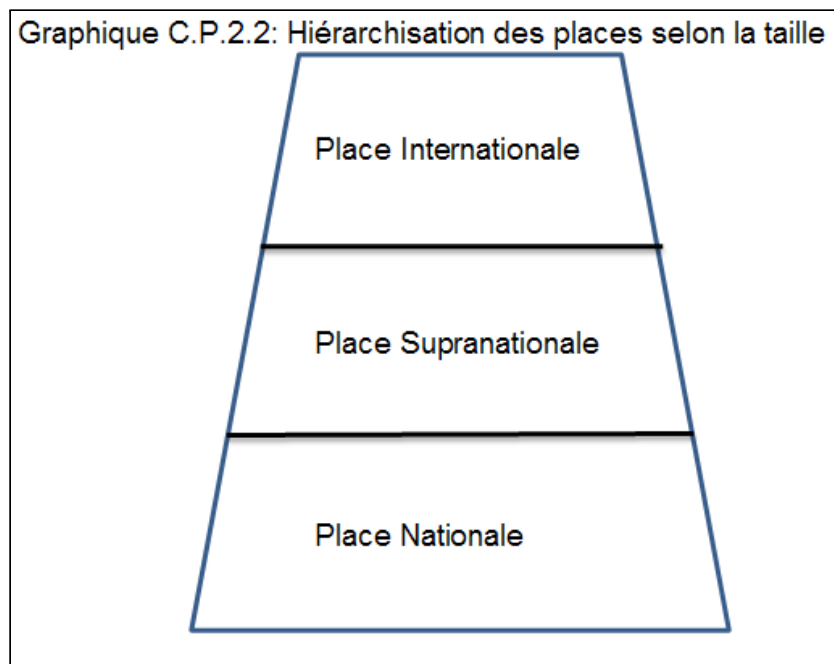 Graphique C.P.2.2: Hiérarchisation des places selon la taille
Place Internationale
Place Supranationale
Place Nationale